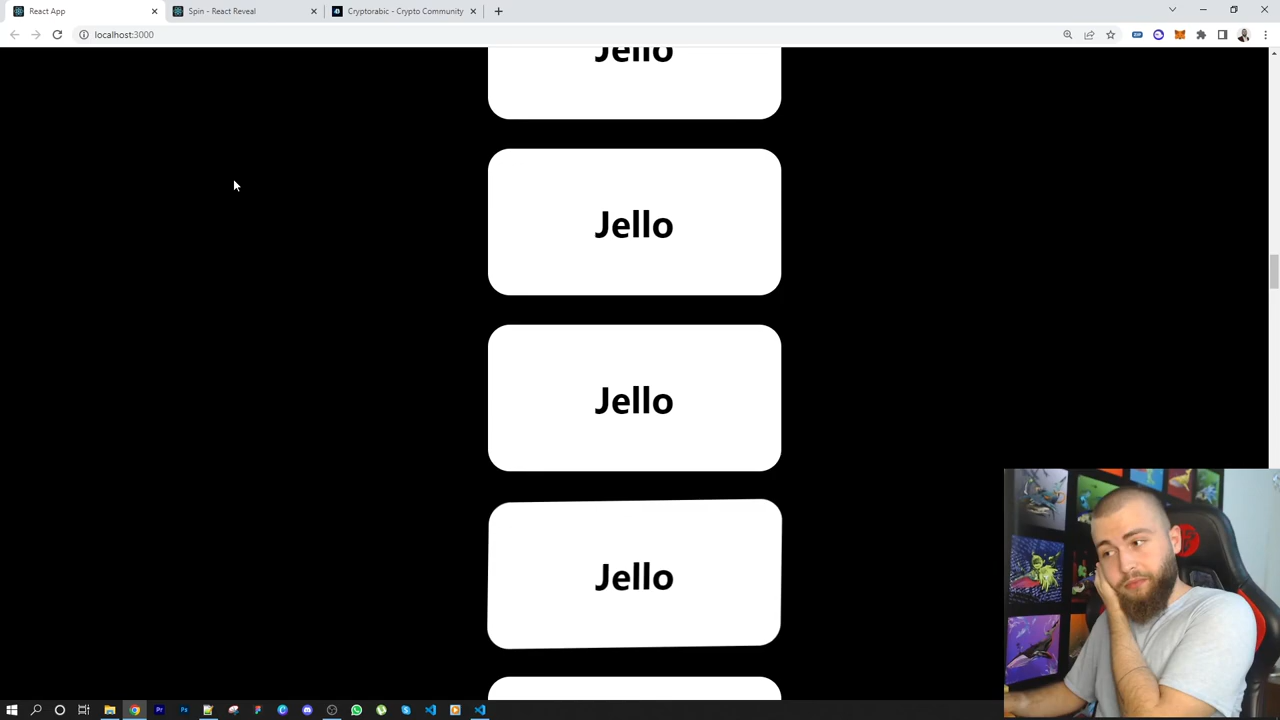 React App
Spin - React Reveal
Cryptorabic - Crypto Community
localhost:3000
Jello
Jello
Jello
Jello